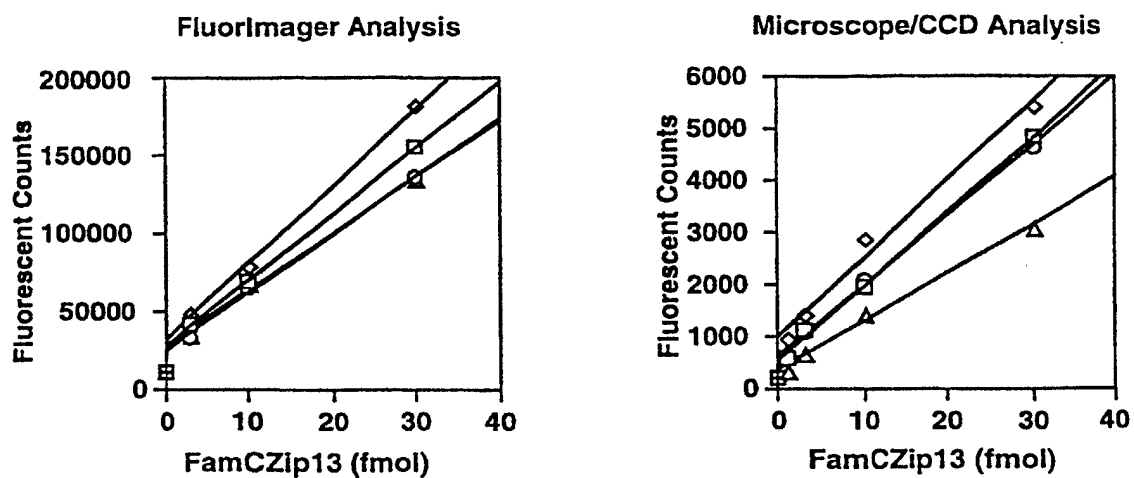 FluorImager Analysis
Fluorescent Counts
200000
150000
100000
50000
0
0 10 20 30 40
FamCZip13 (fmol)
Microscope/CCD Analysis
Fluorescent Counts
6000
5000
4000
3000
2000
1000
0
0 10 20 30 40
FamCZip13 (fmol)